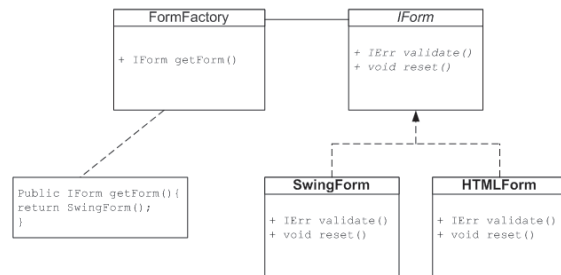 FormFactory
+ IForm getForm()
IForm
+ IErr validate()
+ void reset()
Public IForm getForm(){
return SwingForm();
}
SwingForm
+ IErr validate()
+ void reset()
HTMLForm
+ IErr validate()
+ void reset()